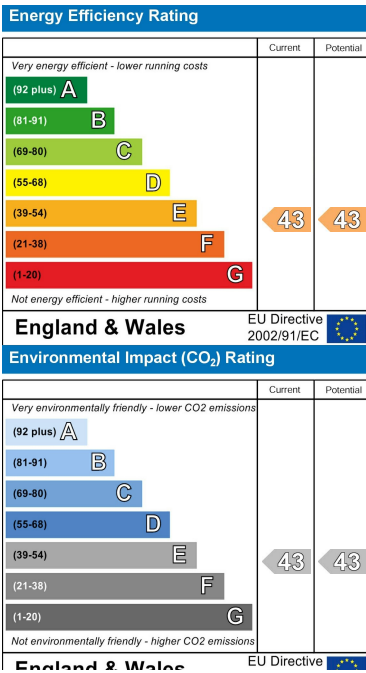 Energy Efficiency Rating
Current Potential
Very energy efficient - lower running costs
(92 plus) A
(81-91) B
(69-80) C
(55-68) D
(39-54) E 43 43
(21-38) F
(1-20) G
Not energy efficient - higher running costs
England & Wales EU Directive 2002/91/EC
Environmental Impact (CO₂) Rating
Current Potential
Very environmentally friendly - lower CO2 emissions
(92 plus) A
(81-91) B
(69-80) C
(55-68) D
(39-54) E 43 43
(21-38) F
(1-20) G
Not environmentally friendly - higher CO2 emissions
England & Wales EU Directive